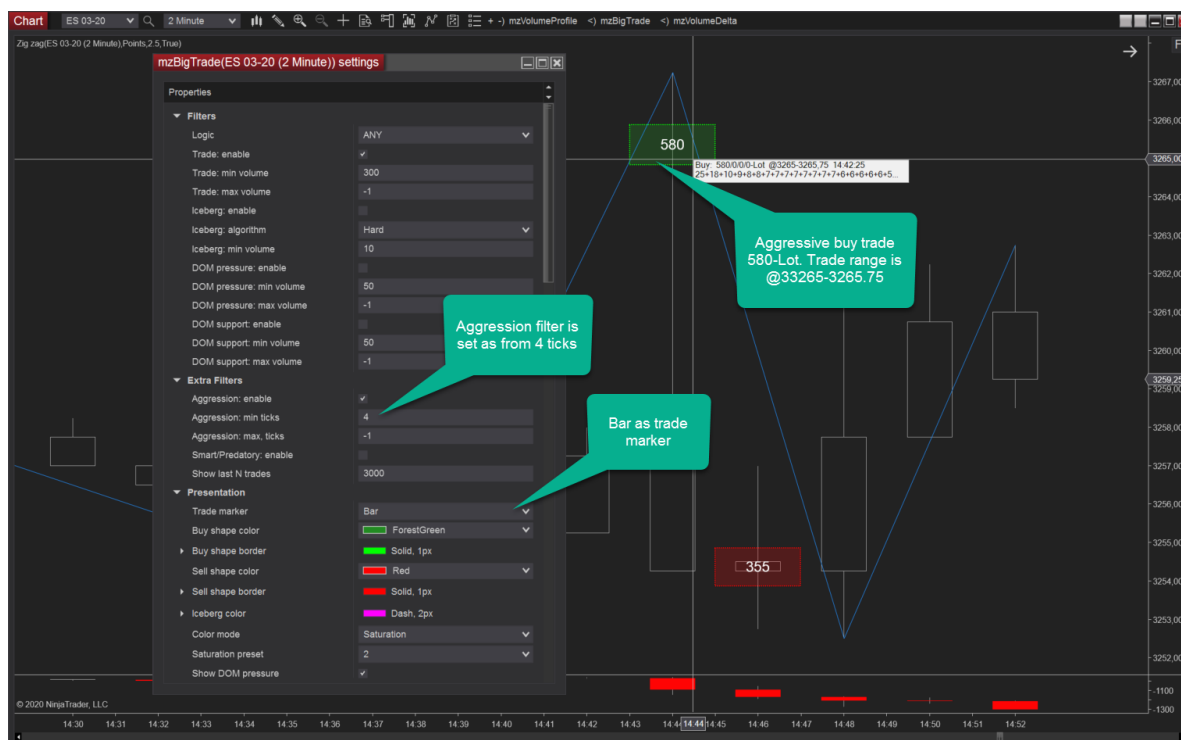 Chart ES 03-20 2 Minute + -) mzVolumeProfile <) mzBigTrade <) mzVolumeDelta
Zig zag(ES 03-20 (2 Minute),Points,2.5,True)
F
mzBigTrade(ES 03-20 (2 Minute)) settings
Properties
Filters
Logic ANY
Trade: enable
Trade: min volume 300
Trade: max volume -1
Iceberg: enable
Iceberg: algorithm Hard
Iceberg: min volume 10
DOM pressure: enable
DOM pressure: min volume 50
DOM pressure: max volume -1
DOM support: enable
DOM support: min volume 50
DOM support: max volume -1
Extra Filters
Aggression: enable
Aggression: min ticks 4
Aggression: max, ticks -1
Smart/Predatory: enable
Show last N trades 3000
Presentation
Trade marker Bar
Buy shape color ForestGreen
Buy shape border Solid, 1px
Sell shape color Red
Sell shape border Solid, 1px
Iceberg color Dash, 2px
Color mode Saturation
Saturation preset 2
Show DOM pressure
580
Buy: 580/0/0/0-Lot @3265-3265,75 14:42:25
25+18+10+9+8+8+7+7+7+7+7+7+7+7+6+6+6+6+6+5...
Aggressive buy trade
580-Lot. Trade range is
@33265-3265.75
Aggression filter is
set as from 4 ticks
Bar as trade
marker
355
3267,00
3266,00
3265,00
3264,00
3263,00
3262,00
3261,00
3260,00
3259,25
3259,00
3258,00
3257,00
3256,00
3255,00
3254,00
3253,00
3252,00
-1100
-1300
© 2020 NinjaTrader, LLC
14:30 14:31 14:32 14:33 14:34 14:35 14:36 14:37 14:38 14:39 14:40 14:41 14:42 14:43 14:44 14:44 14:45 14:46 14:47 14:48 14:49 14:50 14:51 14:52